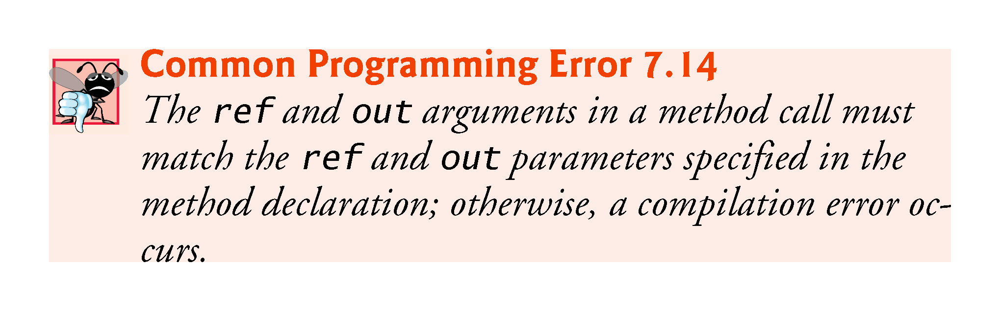 Common Programming Error 7.14
The ref and out arguments in a method call must
match the ref and out parameters specified in the
method declaration; otherwise, a compilation error oc-
curs.